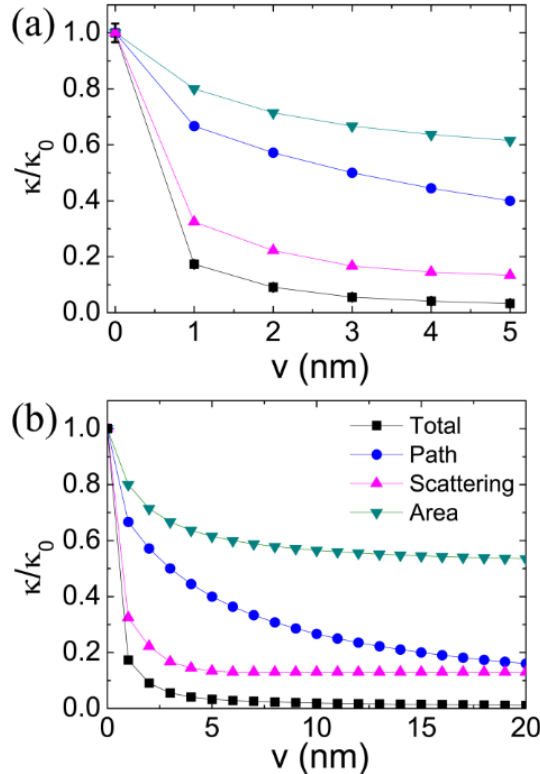 (a)
1.0
0.8
0.6
0.4
0.2
0.0
κ/κ₀
0 1 2 3 4 5
v (nm)
(b)
1.0
0.8
0.6
0.4
0.2
0.0
κ/κ₀
Total
Path
Scattering
Area
0 5 10 15 20
v (nm)